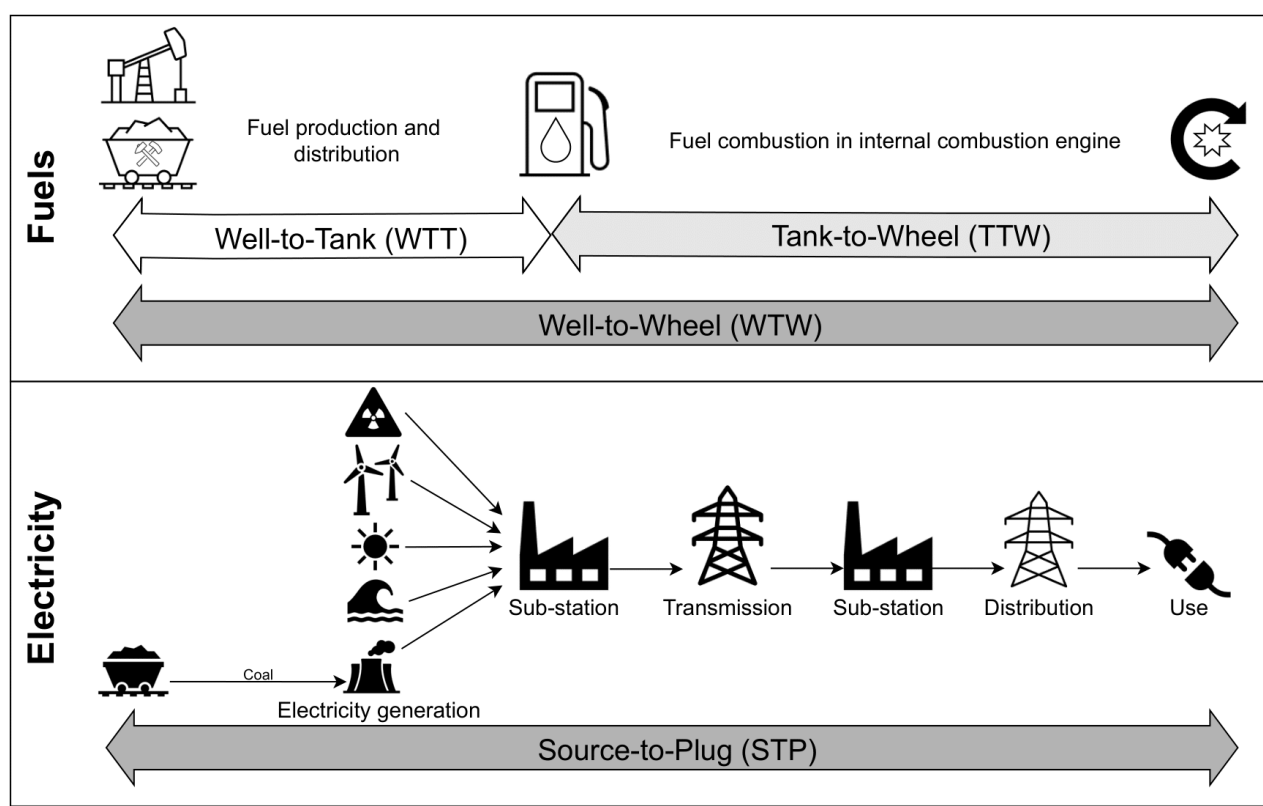 Fuels
Fuel production and
distribution
Fuel combustion in internal combustion engine
Well-to-Tank (WTT)
Tank-to-Wheel (TTW)
Well-to-Wheel (WTW)
Electricity
Sub-station
Transmission
Sub-station
Distribution
Use
Coal
Electricity generation
Source-to-Plug (STP)